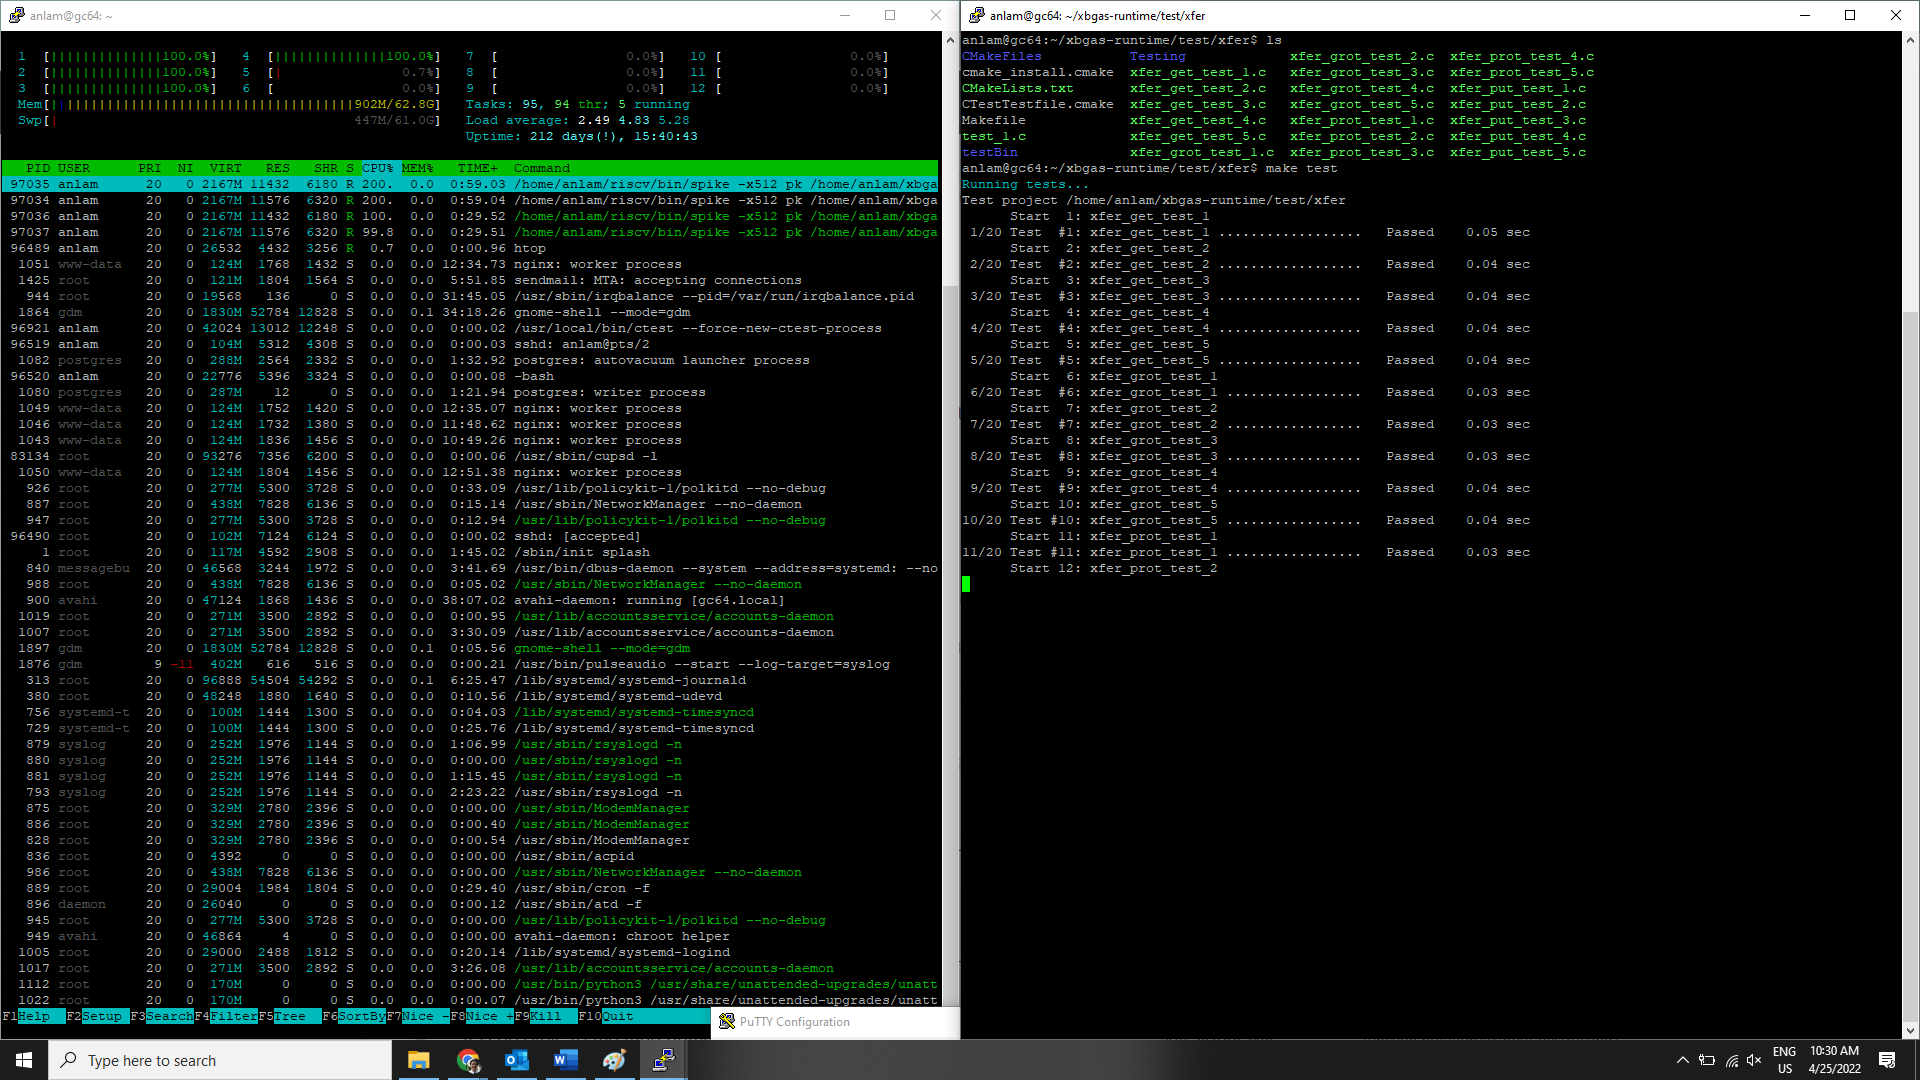 anlam@gc64: ~
1 [||||||||||||||100.0%] 4 [||||||||||||||100.0%] 7 [ 0.0%] 10 [ 0.0%]
2 [||||||||||||||100.0%] 5 [| 0.7%] 8 [ 0.0%] 11 [ 0.0%]
3 [||||||||||||||100.0%] 6 [ 0.0%] 9 [ 0.0%] 12 [ 0.0%]
Mem[||||||||||||||||||||||||||||||||||||||902M/62.8G] Tasks: 95, 94 thr; 5 running
Swp[| 447M/61.0G] Load average: 2.49 4.83 5.28
Uptime: 212 days(!), 15:40:43
PID USER PRI NI VIRT RES SHR S CPU% MEM% TIME+ Command
97035 anlam 20 0 2167M 11432 6180 R 200. 0.0 0:59.03 /home/anlam/riscv/bin/spike -x512 pk /home/anlam/xbga
97034 anlam 20 0 2167M 11576 6320 R 200. 0.0 0:59.04 /home/anlam/riscv/bin/spike -x512 pk /home/anlam/xbga
97036 anlam 20 0 2167M 11432 6180 R 100. 0.0 0:29.52 /home/anlam/riscv/bin/spike -x512 pk /home/anlam/xbga
97037 anlam 20 0 2167M 11576 6320 R 99.8 0.0 0:29.51 /home/anlam/riscv/bin/spike -x512 pk /home/anlam/xbga
96489 anlam 20 0 26532 4432 3256 R 0.7 0.0 0:00.96 htop
1051 www-data 20 0 124M 1768 1432 S 0.0 0.0 12:34.73 nginx: worker process
1425 root 20 0 121M 1804 1564 S 0.0 0.0 5:51.85 sendmail: MTA: accepting connections
944 root 20 0 19568 136 0 S 0.0 0.0 31:45.05 /usr/sbin/irqbalance --pid=/var/run/irqbalance.pid
1864 gdm 20 0 1830M 52784 12828 S 0.0 0.1 34:18.26 gnome-shell --mode=gdm
96921 anlam 20 0 42024 13012 12248 S 0.0 0.0 0:00.02 /usr/local/bin/ctest --force-new-ctest-process
96519 anlam 20 0 104M 5312 4308 S 0.0 0.0 0:00.03 sshd: anlam@pts/2
1082 postgres 20 0 288M 2564 2332 S 0.0 0.0 1:32.92 postgres: autovacuum launcher process
96520 anlam 20 0 22776 5396 3324 S 0.0 0.0 0:00.08 -bash
1080 postgres 20 0 287M 12 0 S 0.0 0.0 1:21.94 postgres: writer process
1049 www-data 20 0 124M 1752 1420 S 0.0 0.0 12:35.07 nginx: worker process
1046 www-data 20 0 124M 1732 1380 S 0.0 0.0 11:48.62 nginx: worker process
1043 www-data 20 0 124M 1836 1456 S 0.0 0.0 10:49.26 nginx: worker process
83134 root 20 0 93276 7356 6200 S 0.0 0.0 0:00.06 /usr/sbin/cupsd -l
1050 www-data 20 0 124M 1804 1456 S 0.0 0.0 12:51.38 nginx: worker process
926 root 20 0 277M 5300 3728 S 0.0 0.0 0:33.09 /usr/lib/policykit-1/polkitd --no-debug
887 root 20 0 438M 7828 6136 S 0.0 0.0 0:15.14 /usr/sbin/NetworkManager --no-daemon
947 root 20 0 277M 5300 3728 S 0.0 0.0 0:12.94 /usr/lib/policykit-1/polkitd --no-debug
96490 root 20 0 102M 7124 6124 S 0.0 0.0 0:00.02 sshd: [accepted]
1 root 20 0 117M 4592 2908 S 0.0 0.0 1:45.02 /sbin/init splash
840 messagebu 20 0 46568 3244 1972 S 0.0 0.0 3:41.69 /usr/bin/dbus-daemon --system --address=systemd: --no
988 root 20 0 438M 7828 6136 S 0.0 0.0 0:05.02 /usr/sbin/NetworkManager --no-daemon
900 avahi 20 0 47124 1868 1436 S 0.0 0.0 38:07.02 avahi-daemon: running [gc64.local]
1019 root 20 0 271M 3500 2892 S 0.0 0.0 0:00.95 /usr/lib/accountsservice/accounts-daemon
1007 root 20 0 271M 3500 2892 S 0.0 0.0 3:30.09 /usr/lib/accountsservice/accounts-daemon
1897 gdm 20 0 1830M 52784 12828 S 0.0 0.1 0:05.56 gnome-shell --mode=gdm
1876 gdm 9 -11 402M 616 516 S 0.0 0.0 0:00.21 /usr/bin/pulseaudio --start --log-target=syslog
313 root 20 0 96888 54504 54292 S 0.0 0.1 6:25.47 /lib/systemd/systemd-journald
380 root 20 0 48248 1880 1640 S 0.0 0.0 0:10.56 /lib/systemd/systemd-udevd
756 systemd-t 20 0 100M 1444 1300 S 0.0 0.0 0:04.03 /lib/systemd/systemd-timesyncd
729 systemd-t 20 0 100M 1444 1300 S 0.0 0.0 0:25.76 /lib/systemd/systemd-timesyncd
879 syslog 20 0 252M 1976 1144 S 0.0 0.0 1:06.99 /usr/sbin/rsyslogd -n
880 syslog 20 0 252M 1976 1144 S 0.0 0.0 0:00.00 /usr/sbin/rsyslogd -n
881 syslog 20 0 252M 1976 1144 S 0.0 0.0 1:15.45 /usr/sbin/rsyslogd -n
793 syslog 20 0 252M 1976 1144 S 0.0 0.0 2:23.22 /usr/sbin/rsyslogd -n
875 root 20 0 329M 2780 2396 S 0.0 0.0 0:00.00 /usr/sbin/ModemManager
886 root 20 0 329M 2780 2396 S 0.0 0.0 0:00.40 /usr/sbin/ModemManager
828 root 20 0 329M 2780 2396 S 0.0 0.0 0:00.54 /usr/sbin/ModemManager
836 root 20 0 4392 0 0 S 0.0 0.0 0:00.00 /usr/sbin/acpid
986 root 20 0 438M 7828 6136 S 0.0 0.0 0:00.00 /usr/sbin/NetworkManager --no-daemon
889 root 20 0 29004 1984 1804 S 0.0 0.0 0:29.40 /usr/sbin/cron -f
896 daemon 20 0 26040 0 0 S 0.0 0.0 0:00.12 /usr/sbin/atd -f
945 root 20 0 277M 5300 3728 S 0.0 0.0 0:00.00 /usr/lib/policykit-1/polkitd --no-debug
949 avahi 20 0 46864 4 0 S 0.0 0.0 0:00.00 avahi-daemon: chroot helper
1005 root 20 0 29000 2488 1812 S 0.0 0.0 0:20.14 /lib/systemd/systemd-logind
1017 root 20 0 271M 3500 2892 S 0.0 0.0 3:26.08 /usr/lib/accountsservice/accounts-daemon
1112 root 20 0 170M 0 0 S 0.0 0.0 0:00.00 /usr/bin/python3 /usr/share/unattended-upgrades/unatt
1022 root 20 0 170M 0 0 S 0.0 0.0 0:00.07 /usr/bin/python3 /usr/share/unattended-upgrades/unatt
F1Help F2Setup F3SearchF4FilterF5Tree F6SortByF7Nice -F8Nice +F9Kill F10Quit
PuTTY Configuration
anlam@gc64: ~/xbgas-runtime/test/xfer
anlam@gc64:~/xbgas-runtime/test/xfer$ ls
CMakeFiles Testing xfer_grot_test_2.c xfer_prot_test_4.c
cmake_install.cmake xfer_get_test_1.c xfer_grot_test_3.c xfer_prot_test_5.c
CMakeLists.txt xfer_get_test_2.c xfer_grot_test_4.c xfer_put_test_1.c
CTestTestfile.cmake xfer_get_test_3.c xfer_grot_test_5.c xfer_put_test_2.c
Makefile xfer_get_test_4.c xfer_prot_test_1.c xfer_put_test_3.c
test_1.c xfer_get_test_5.c xfer_prot_test_2.c xfer_put_test_4.c
testBin xfer_grot_test_1.c xfer_prot_test_3.c xfer_put_test_5.c
anlam@gc64:~/xbgas-runtime/test/xfer$ make test
Running tests...
Test project /home/anlam/xbgas-runtime/test/xfer
Start 1: xfer_get_test_1
1/20 Test #1: xfer_get_test_1 .................. Passed 0.05 sec
Start 2: xfer_get_test_2
2/20 Test #2: xfer_get_test_2 .................. Passed 0.04 sec
Start 3: xfer_get_test_3
3/20 Test #3: xfer_get_test_3 .................. Passed 0.04 sec
Start 4: xfer_get_test_4
4/20 Test #4: xfer_get_test_4 .................. Passed 0.04 sec
Start 5: xfer_get_test_5
5/20 Test #5: xfer_get_test_5 .................. Passed 0.04 sec
Start 6: xfer_grot_test_1
6/20 Test #6: xfer_grot_test_1 ................. Passed 0.03 sec
Start 7: xfer_grot_test_2
7/20 Test #7: xfer_grot_test_2 ................. Passed 0.03 sec
Start 8: xfer_grot_test_3
8/20 Test #8: xfer_grot_test_3 ................. Passed 0.03 sec
Start 9: xfer_grot_test_4
9/20 Test #9: xfer_grot_test_4 ................. Passed 0.04 sec
Start 10: xfer_grot_test_5
10/20 Test #10: xfer_grot_test_5 ................. Passed 0.04 sec
Start 11: xfer_prot_test_1
11/20 Test #11: xfer_prot_test_1 ................. Passed 0.03 sec
Start 12: xfer_prot_test_2
Type here to search
ENG
US
10:30 AM
4/25/2022